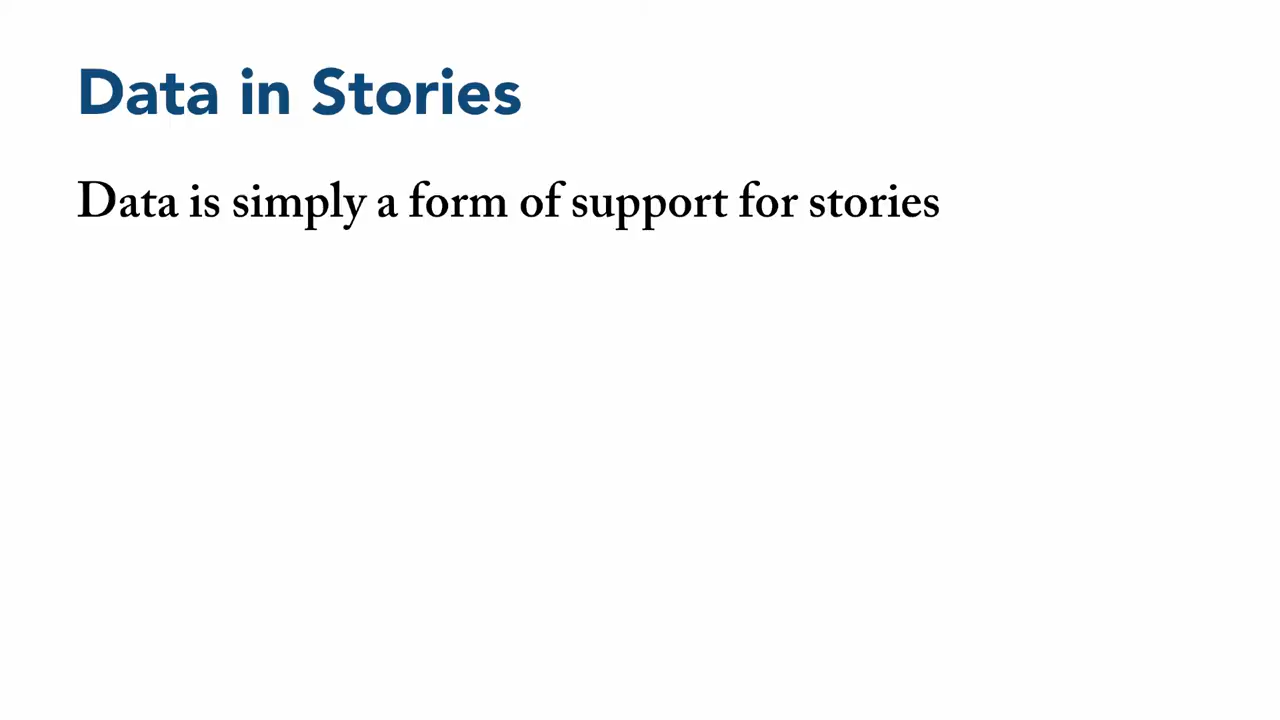 Data in Stories
Data is simply a form of support for stories